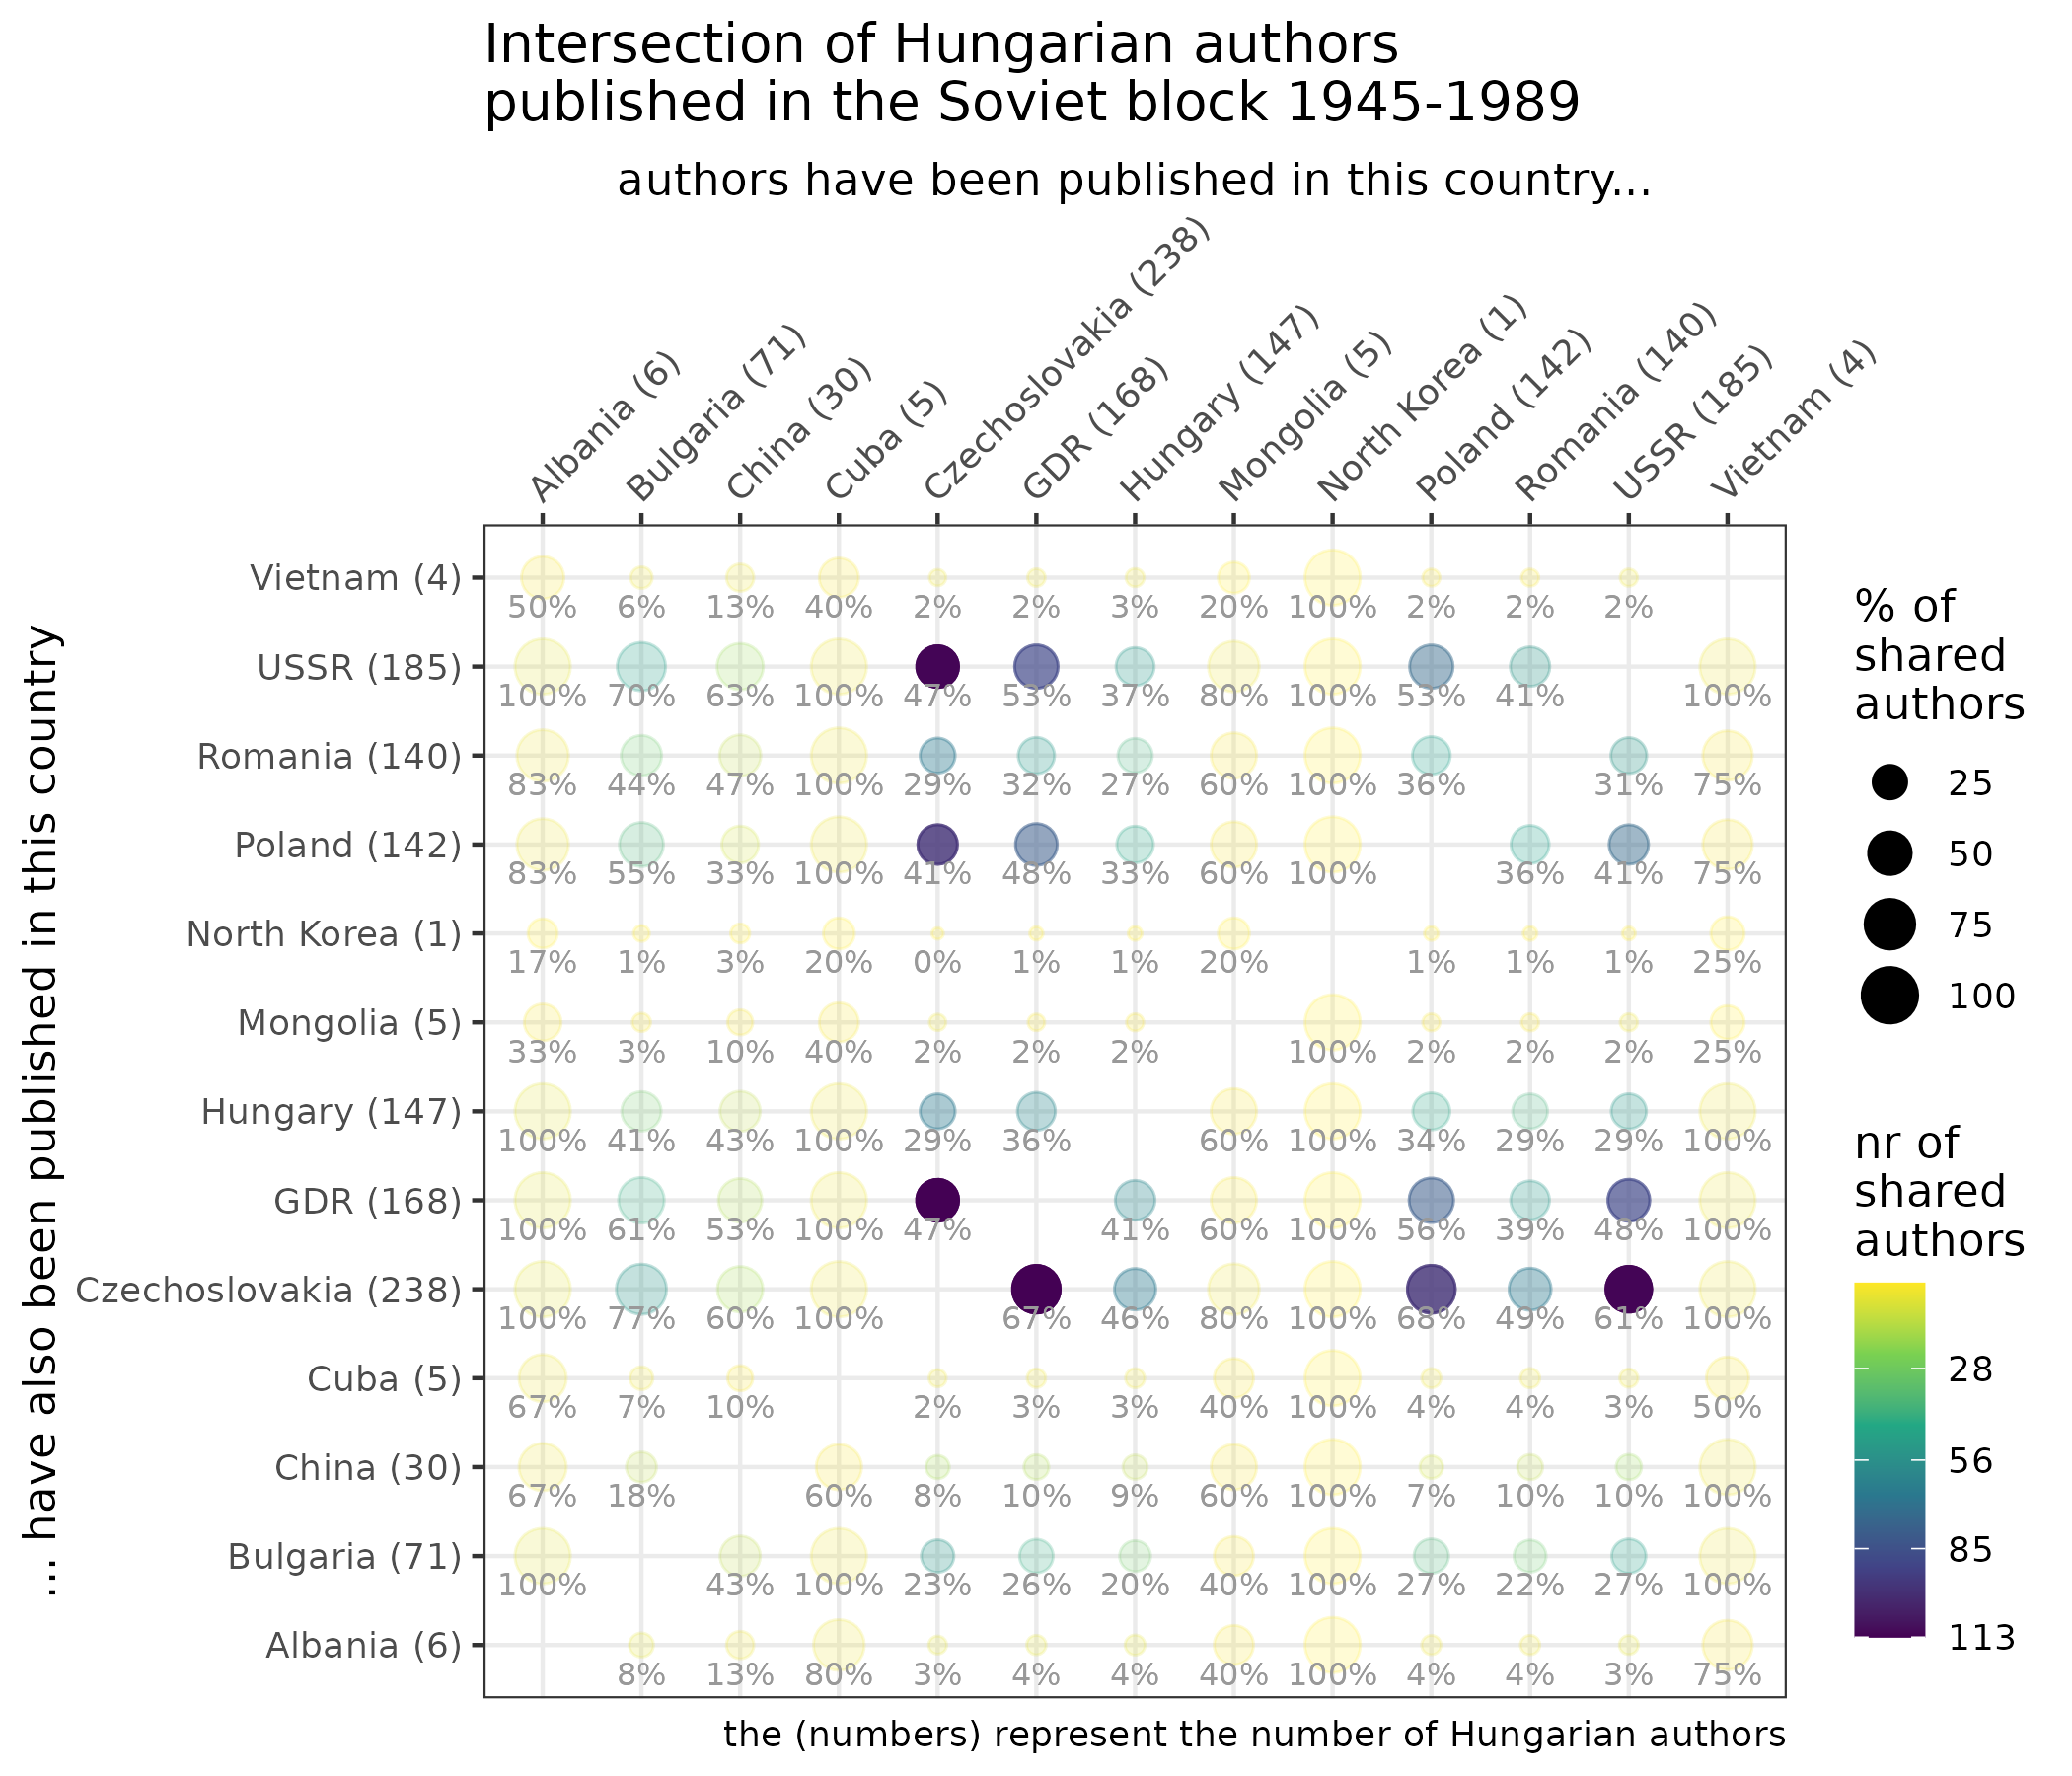 Intersection of Hungarian authors
published in the Soviet block 1945-1989
authors have been published in this country...
Albania (6)
Bulgaria (71)
China (30)
Cuba (5)
Czechoslovakia (238)
GDR (168)
Hungary (147)
Mongolia (5)
North Korea (1)
Poland (142)
Romania (140)
USSR (185)
Vietnam (4)
... have also been published in this country
Vietnam (4)
50% 6% 13% 40% 2% 2% 3% 20% 100% 2% 2% 2%
USSR (185)
100% 70% 63% 100% 47% 53% 37% 80% 100% 53% 41% 100%
Romania (140)
83% 44% 47% 100% 29% 32% 27% 60% 100% 36% 31% 75%
Poland (142)
83% 55% 33% 100% 41% 48% 33% 60% 100% 36% 41% 75%
North Korea (1)
17% 1% 3% 20% 0% 1% 1% 20% 1% 1% 1% 25%
Mongolia (5)
33% 3% 10% 40% 2% 2% 2% 100% 2% 2% 2% 25%
Hungary (147)
100% 41% 43% 100% 29% 36% 60% 100% 34% 29% 29% 100%
GDR (168)
100% 61% 53% 100% 47% 41% 60% 100% 56% 39% 48% 100%
Czechoslovakia (238)
100% 77% 60% 100% 67% 46% 80% 100% 68% 49% 61% 100%
Cuba (5)
67% 7% 10% 2% 3% 3% 40% 100% 4% 4% 3% 50%
China (30)
67% 18% 60% 8% 10% 9% 60% 100% 7% 10% 10% 100%
Bulgaria (71)
100% 43% 100% 23% 26% 20% 40% 100% 27% 22% 27% 100%
Albania (6)
8% 13% 80% 3% 4% 4% 40% 100% 4% 4% 3% 75%
the (numbers) represent the number of Hungarian authors
% of
shared
authors
25
50
75
100
nr of
shared
authors
28
56
85
113